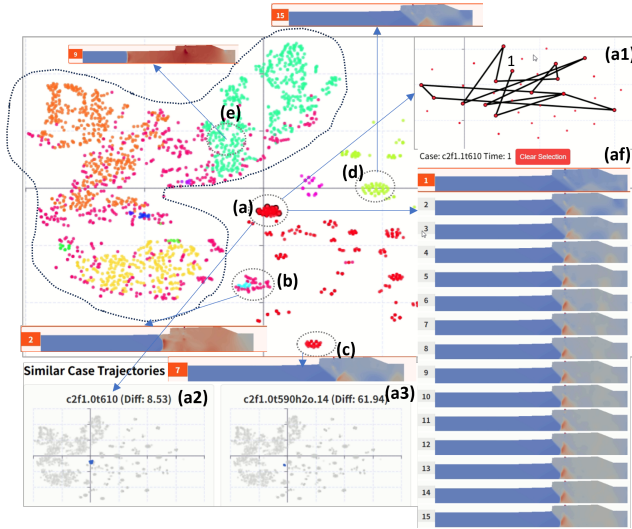 15
9
(a1)
1
(e)
Case: c2f1.1t610 Time: 1 Clear Selection
(d)
(af)
(a)
(b)
2
(c)
Similar Case Trajectories
7
(a2)
(a3)
c2f1.0t610 (Diff: 8.53)
c2f1.0t590h2o.14 (Diff: 61.94)
1
2
3
4
5
6
7
8
9
10
11
12
13
14
15